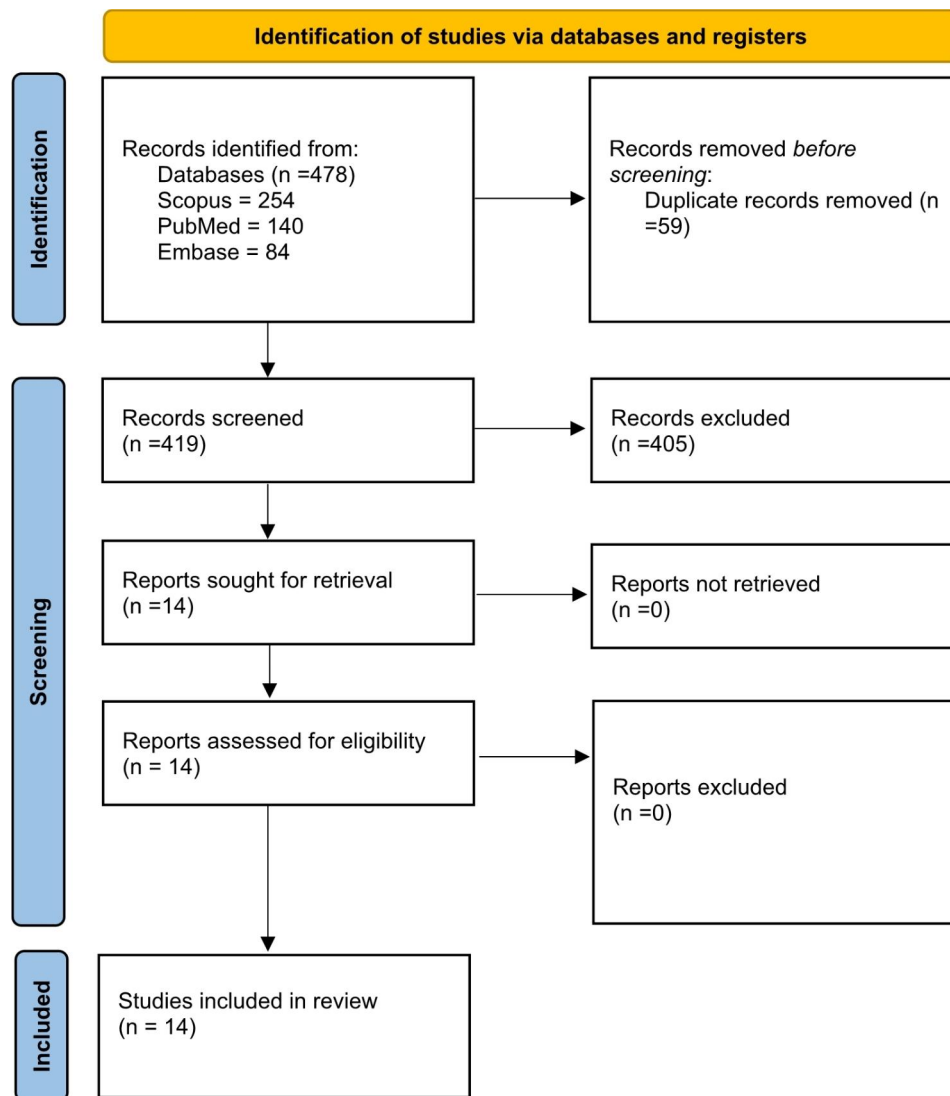 Identification of studies via databases and registers
Identification
Records identified from:
Databases (n =478)
Scopus = 254
PubMed = 140
Embase = 84
Records removed before
screening:
Duplicate records removed (n
=59)
Screening
Records screened
(n =419)
Records excluded
(n =405)
Reports sought for retrieval
(n =14)
Reports not retrieved
(n =0)
Reports assessed for eligibility
(n = 14)
Reports excluded
(n =0)
Included
Studies included in review
(n = 14)